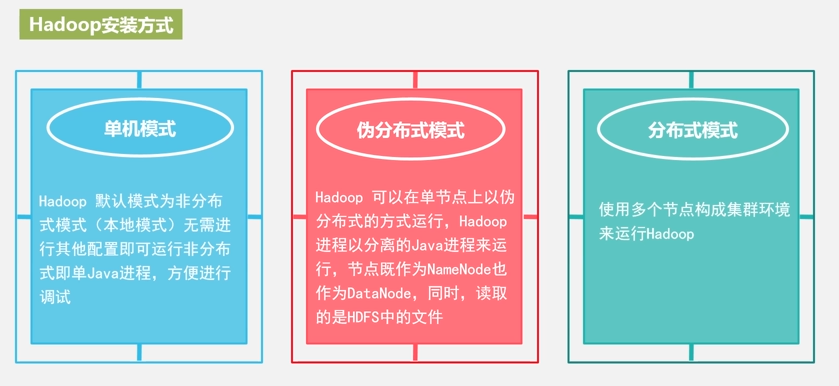 Hadoop安装方式
单机模式
Hadoop 默认模式为非分布
式模式（本地模式）无需进
行其他配置即可运行非分布
式即单Java进程，方便进行
调试
伪分布式模式
Hadoop 可以在单节点上以伪
分布式的方式运行，Hadoop
进程以分离的Java进程来运
行，节点既作为NameNode也
作为DataNode，同时，读取
的是HDFS中的文件
分布式模式
使用多个节点构成集群环境
来运行Hadoop